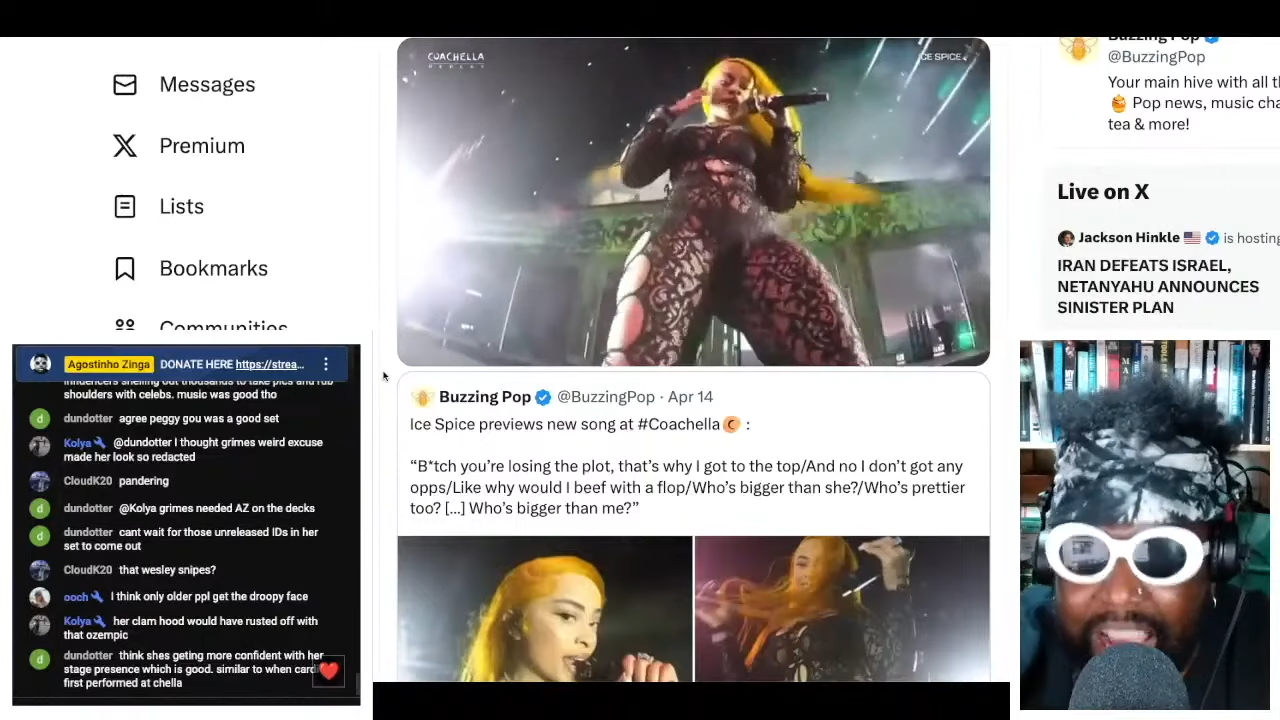 Messages
Premium
Lists
Bookmarks
Communities
COACHELLA
ICE SPICE
Buzzing Pop @BuzzingPop · Apr 14
Ice Spice previews new song at #Coachella :
“B*tch you’re losing the plot, that’s why I got to the top/And no I don’t got any
opps/Like why would I beef with a flop/Who’s bigger than she?/Who’s prettier
too? [...] Who’s bigger than me?”
Buzzing Pop
@BuzzingPop
Your main hive with all t
Pop news, music cha
tea & more!
Live on X
Jackson Hinkle is hosting
IRAN DEFEATS ISRAEL,
NETANYAHU ANNOUNCES
SINISTER PLAN
Agostinho Zinga DONATE HERE https://strea...
influencers shelling out thousands to take pics and rub
shoulders with celebs. music was good tho
d dundotter agree peggy gou was a good set
Kolya @dundotter I thought grimes weird excuse
made her look so redacted
CloudK20 pandering
d dundotter @Kolya grimes needed AZ on the decks
d dundotter cant wait for those unreleased IDs in her
set to come out
CloudK20 that wesley snipes?
ooch I think only older ppl get the droopy face
Kolya her clam hood would have rusted off with
that ozempic
d dundotter think shes geting more confident with her
stage presence which is good. similar to when cardi
first performed at chella